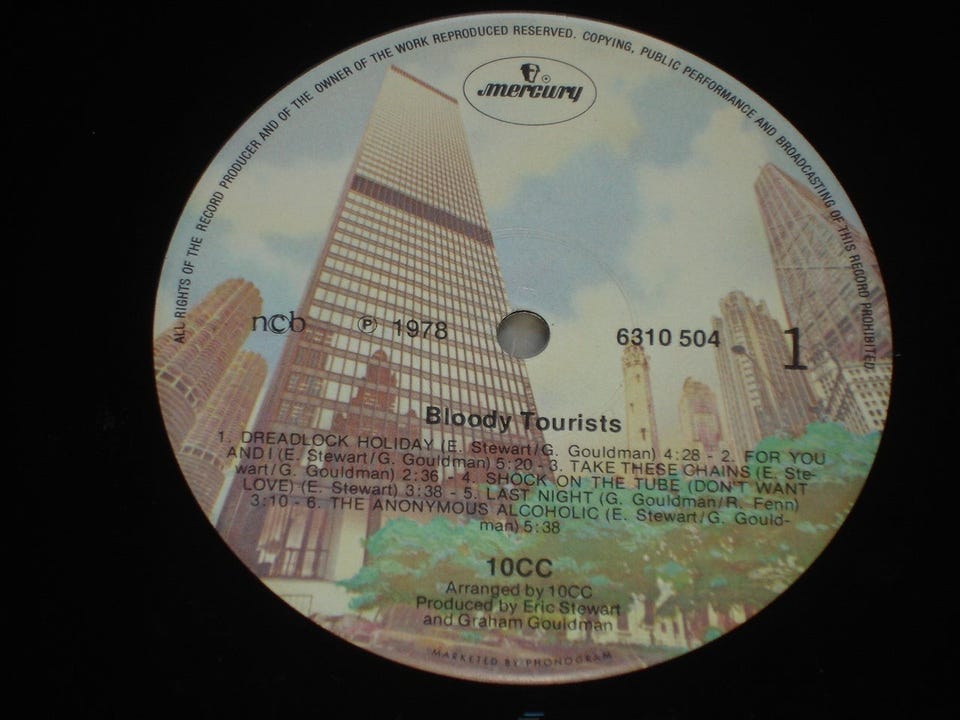 ALL RIGHTS OF THE RECORD PRODUCER AND OF THE OWNER OF THE WORK REPRODUCED RESERVED. COPYING, PUBLIC PERFORMANCE AND BROADCASTING OF THIS RECORD PROHIBITED
mercury
ncb ℗ 1978 6310 504 1
Bloody Tourists
1. DREADLOCK HOLIDAY (E. Stewart/G. Gouldman) 4:28 - 2. FOR YOU
AND I (E. Stewart/G. Gouldman) 5:20 - 3. TAKE THESE CHAINS (E. Ste-
wart/G. Gouldman) 2:36 - 4. SHOCK ON THE TUBE (DON'T WANT
LOVE) (E. Stewart) 3:38 - 5. LAST NIGHT (G. Gouldman/R. Fenn)
3:10 - 6. THE ANONYMOUS ALCOHOLIC (E. Stewart/G. Gould-
man) 5:38
10CC
Arranged by 10CC
Produced by Eric Stewart
and Graham Gouldman
MARKETED BY PHONOGRAM